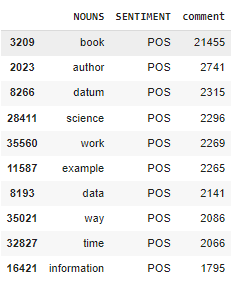 NOUNS SENTIMENT comment
3209 book POS 21455
2023 author POS 2741
8266 datum POS 2315
28411 science POS 2296
35560 work POS 2269
11587 example POS 2265
8193 data POS 2141
35021 way POS 2086
32827 time POS 2066
16421 information POS 1795